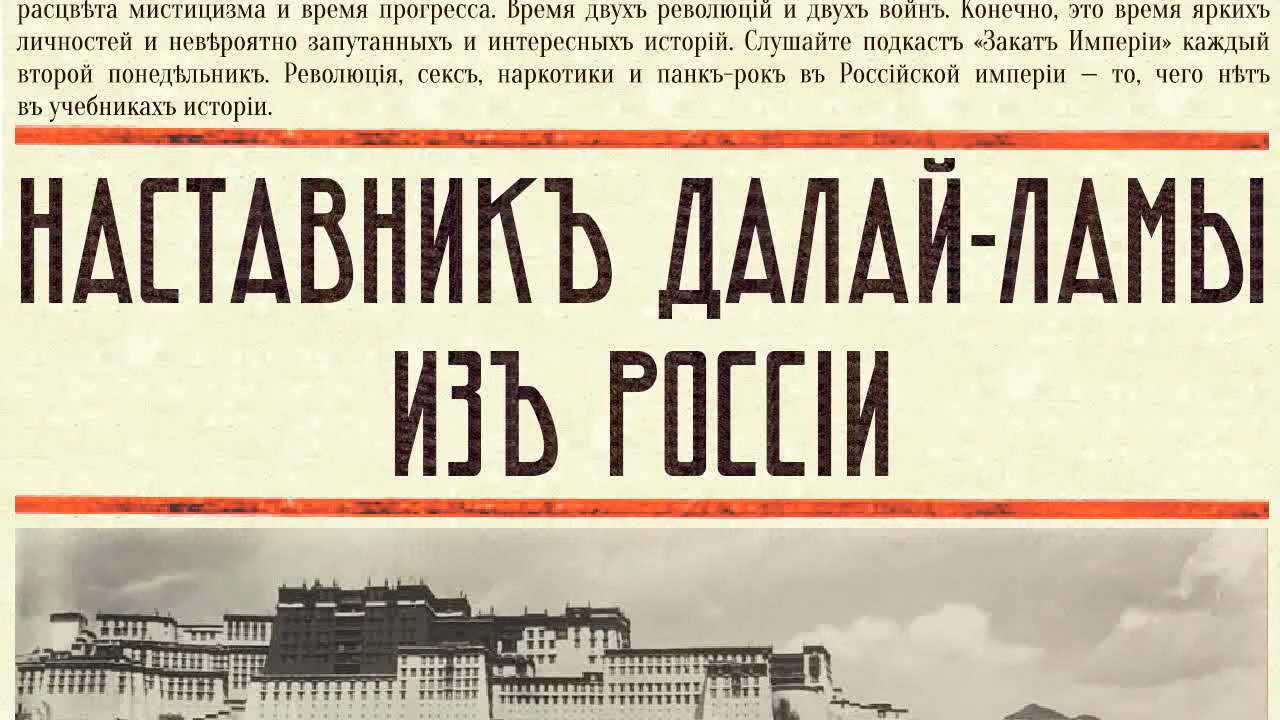 расцвѣта мистицизма и время прогресса. Время двухъ революцій и двухъ войнъ. Конечно, это время яркихъ
личностей и невѣроятно запутанныхъ и интересныхъ исторій. Слушайте подкастъ «Закатъ Имперіи» каждый
второй понедѣльникъ. Революція, сексъ, наркотики и панкъ-рокъ въ Россійской имперіи – то, чего нѣтъ
въ учебникахъ исторіи.
НАСТАВНИКЪ ДАЛАЙ-ЛАМЫ
ИЗЪ РОССІИ